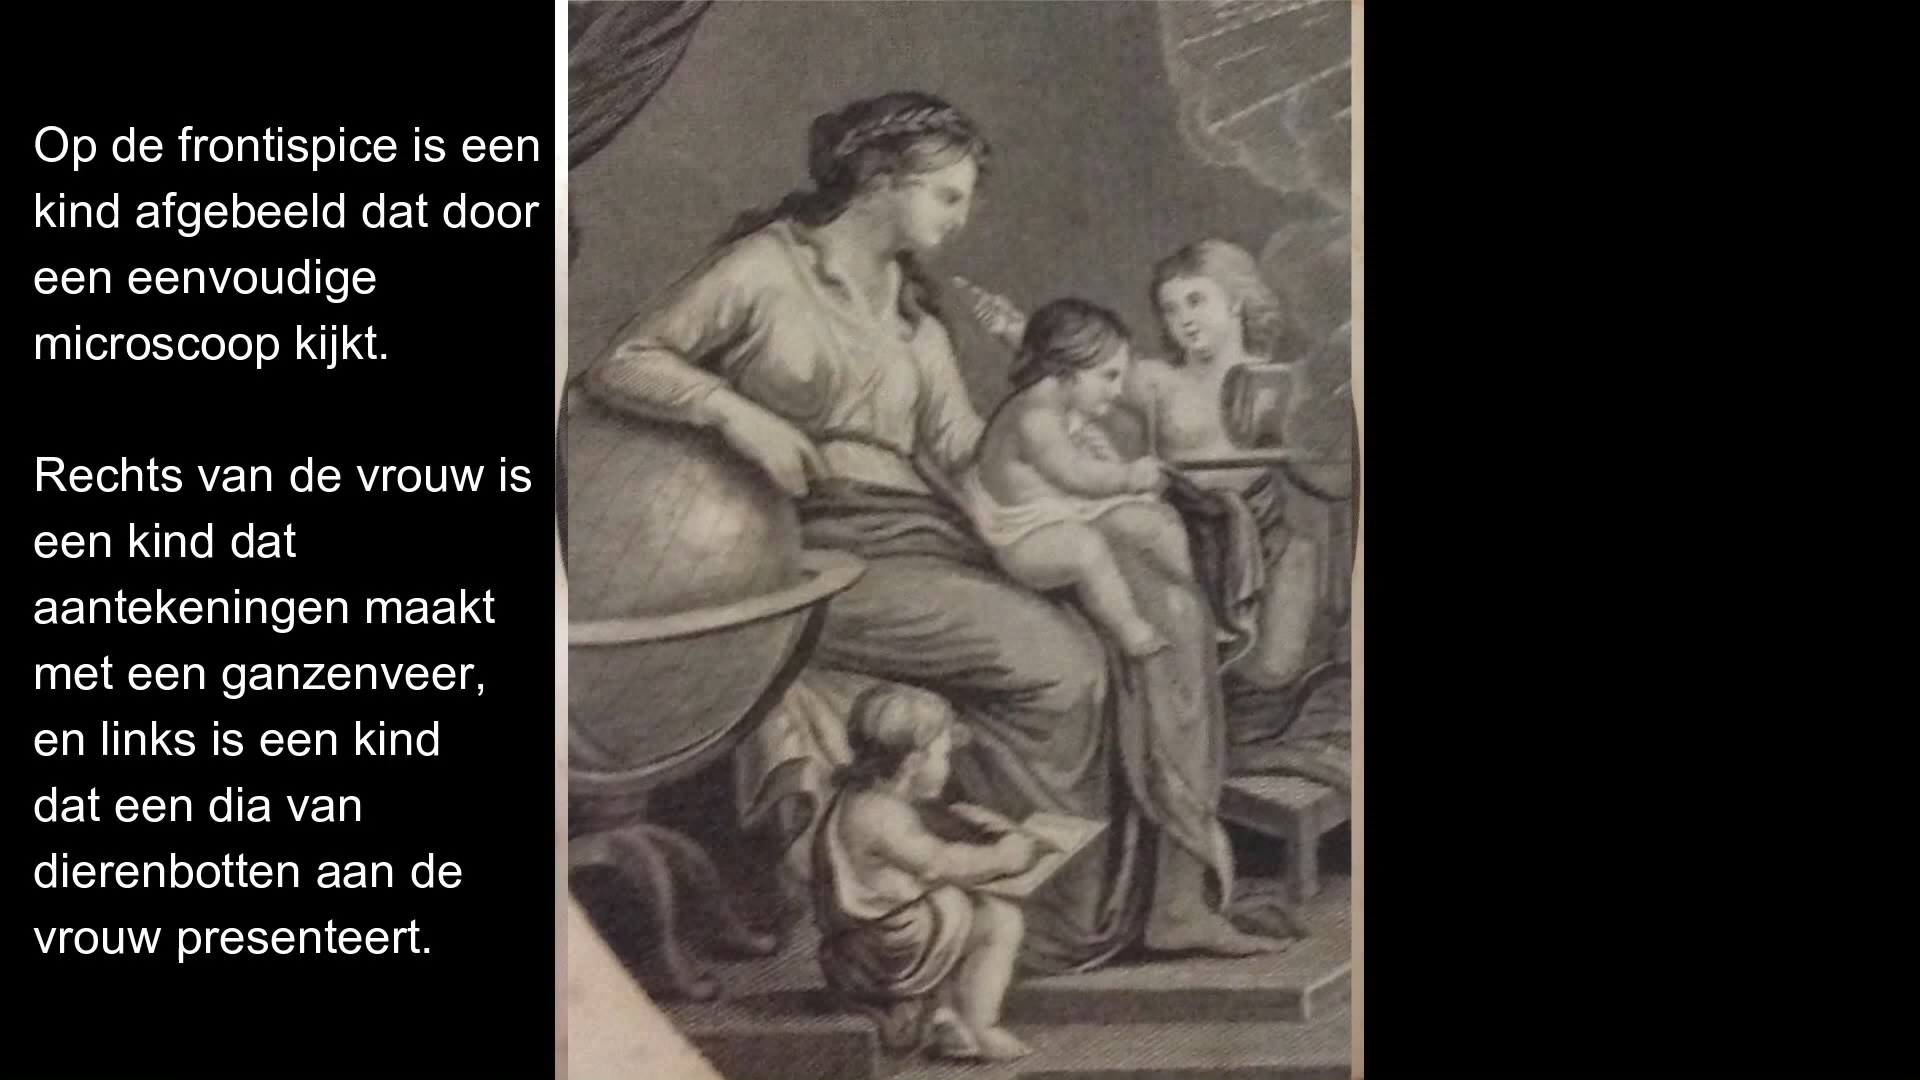 Op de frontispice is een
kind afgebeeld dat door
een eenvoudige
microscoop kijkt.
Rechts van de vrouw is
een kind dat
aantekeningen maakt
met een ganzenveer,
en links is een kind
dat een dia van
dierenbotten aan de
vrouw presenteert.